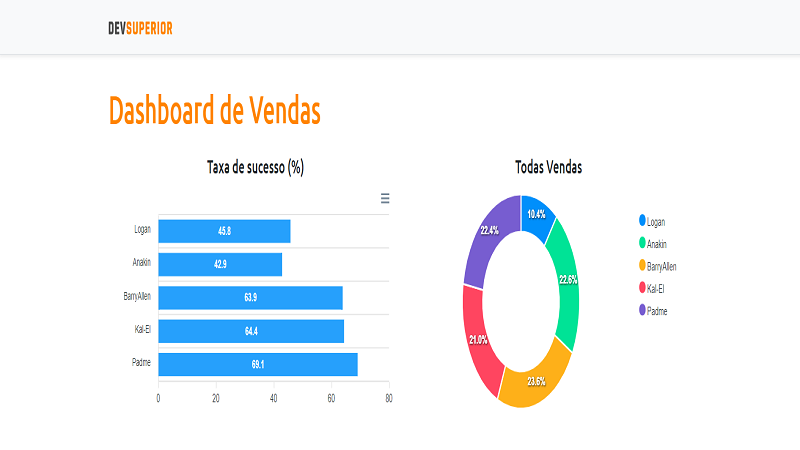 DEVSUPERIOR
Dashboard de Vendas
Taxa de sucesso (%)
Logan
45.8
Anakin
42.9
BarryAllen
63.9
Kal-El
64.4
Padme
69.1
0 20 40 60 80
Todas Vendas
10.4%
22.6%
23.6%
21.0%
22.4%
Logan
Anakin
BarryAllen
Kal-El
Padme